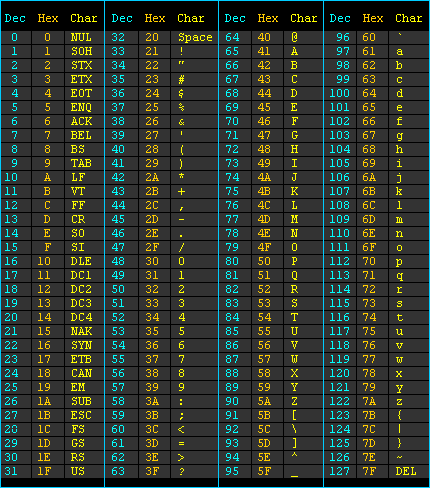 Dec Hex Char Dec Hex Char Dec Hex Char Dec Hex Char
0 0 NUL 32 20 Space 64 40 @ 96 60 `
1 1 SOH 33 21 ! 65 41 A 97 61 a
2 2 STX 34 22 " 66 42 B 98 62 b
3 3 ETX 35 23 # 67 43 C 99 63 c
4 4 EOT 36 24 $ 68 44 D 100 64 d
5 5 ENQ 37 25 % 69 45 E 101 65 e
6 6 ACK 38 26 & 70 46 F 102 66 f
7 7 BEL 39 27 ' 71 47 G 103 67 g
8 8 BS 40 28 ( 72 48 H 104 68 h
9 9 TAB 41 29 ) 73 49 I 105 69 i
10 A LF 42 2A * 74 4A J 106 6A j
11 B VT 43 2B + 75 4B K 107 6B k
12 C FF 44 2C , 76 4C L 108 6C l
13 D CR 45 2D - 77 4D M 109 6D m
14 E SO 46 2E . 78 4E N 110 6E n
15 F SI 47 2F / 79 4F O 111 6F o
16 10 DLE 48 30 0 80 50 P 112 70 p
17 11 DC1 49 31 1 81 51 Q 113 71 q
18 12 DC2 50 32 2 82 52 R 114 72 r
19 13 DC3 51 33 3 83 53 S 115 73 s
20 14 DC4 52 34 4 84 54 T 116 74 t
21 15 NAK 53 35 5 85 55 U 117 75 u
22 16 SYN 54 36 6 86 56 V 118 76 v
23 17 ETB 55 37 7 87 57 W 119 77 w
24 18 CAN 56 38 8 88 58 X 120 78 x
25 19 EM 57 39 9 89 59 Y 121 79 y
26 1A SUB 58 3A : 90 5A Z 122 7A z
27 1B ESC 59 3B ; 91 5B [ 123 7B {
28 1C FS 60 3C < 92 5C \ 124 7C |
29 1D GS 61 3D = 93 5D ] 125 7D }
30 1E RS 62 3E > 94 5E ^ 126 7E ~
31 1F US 63 3F ? 95 5F _ 127 7F DEL